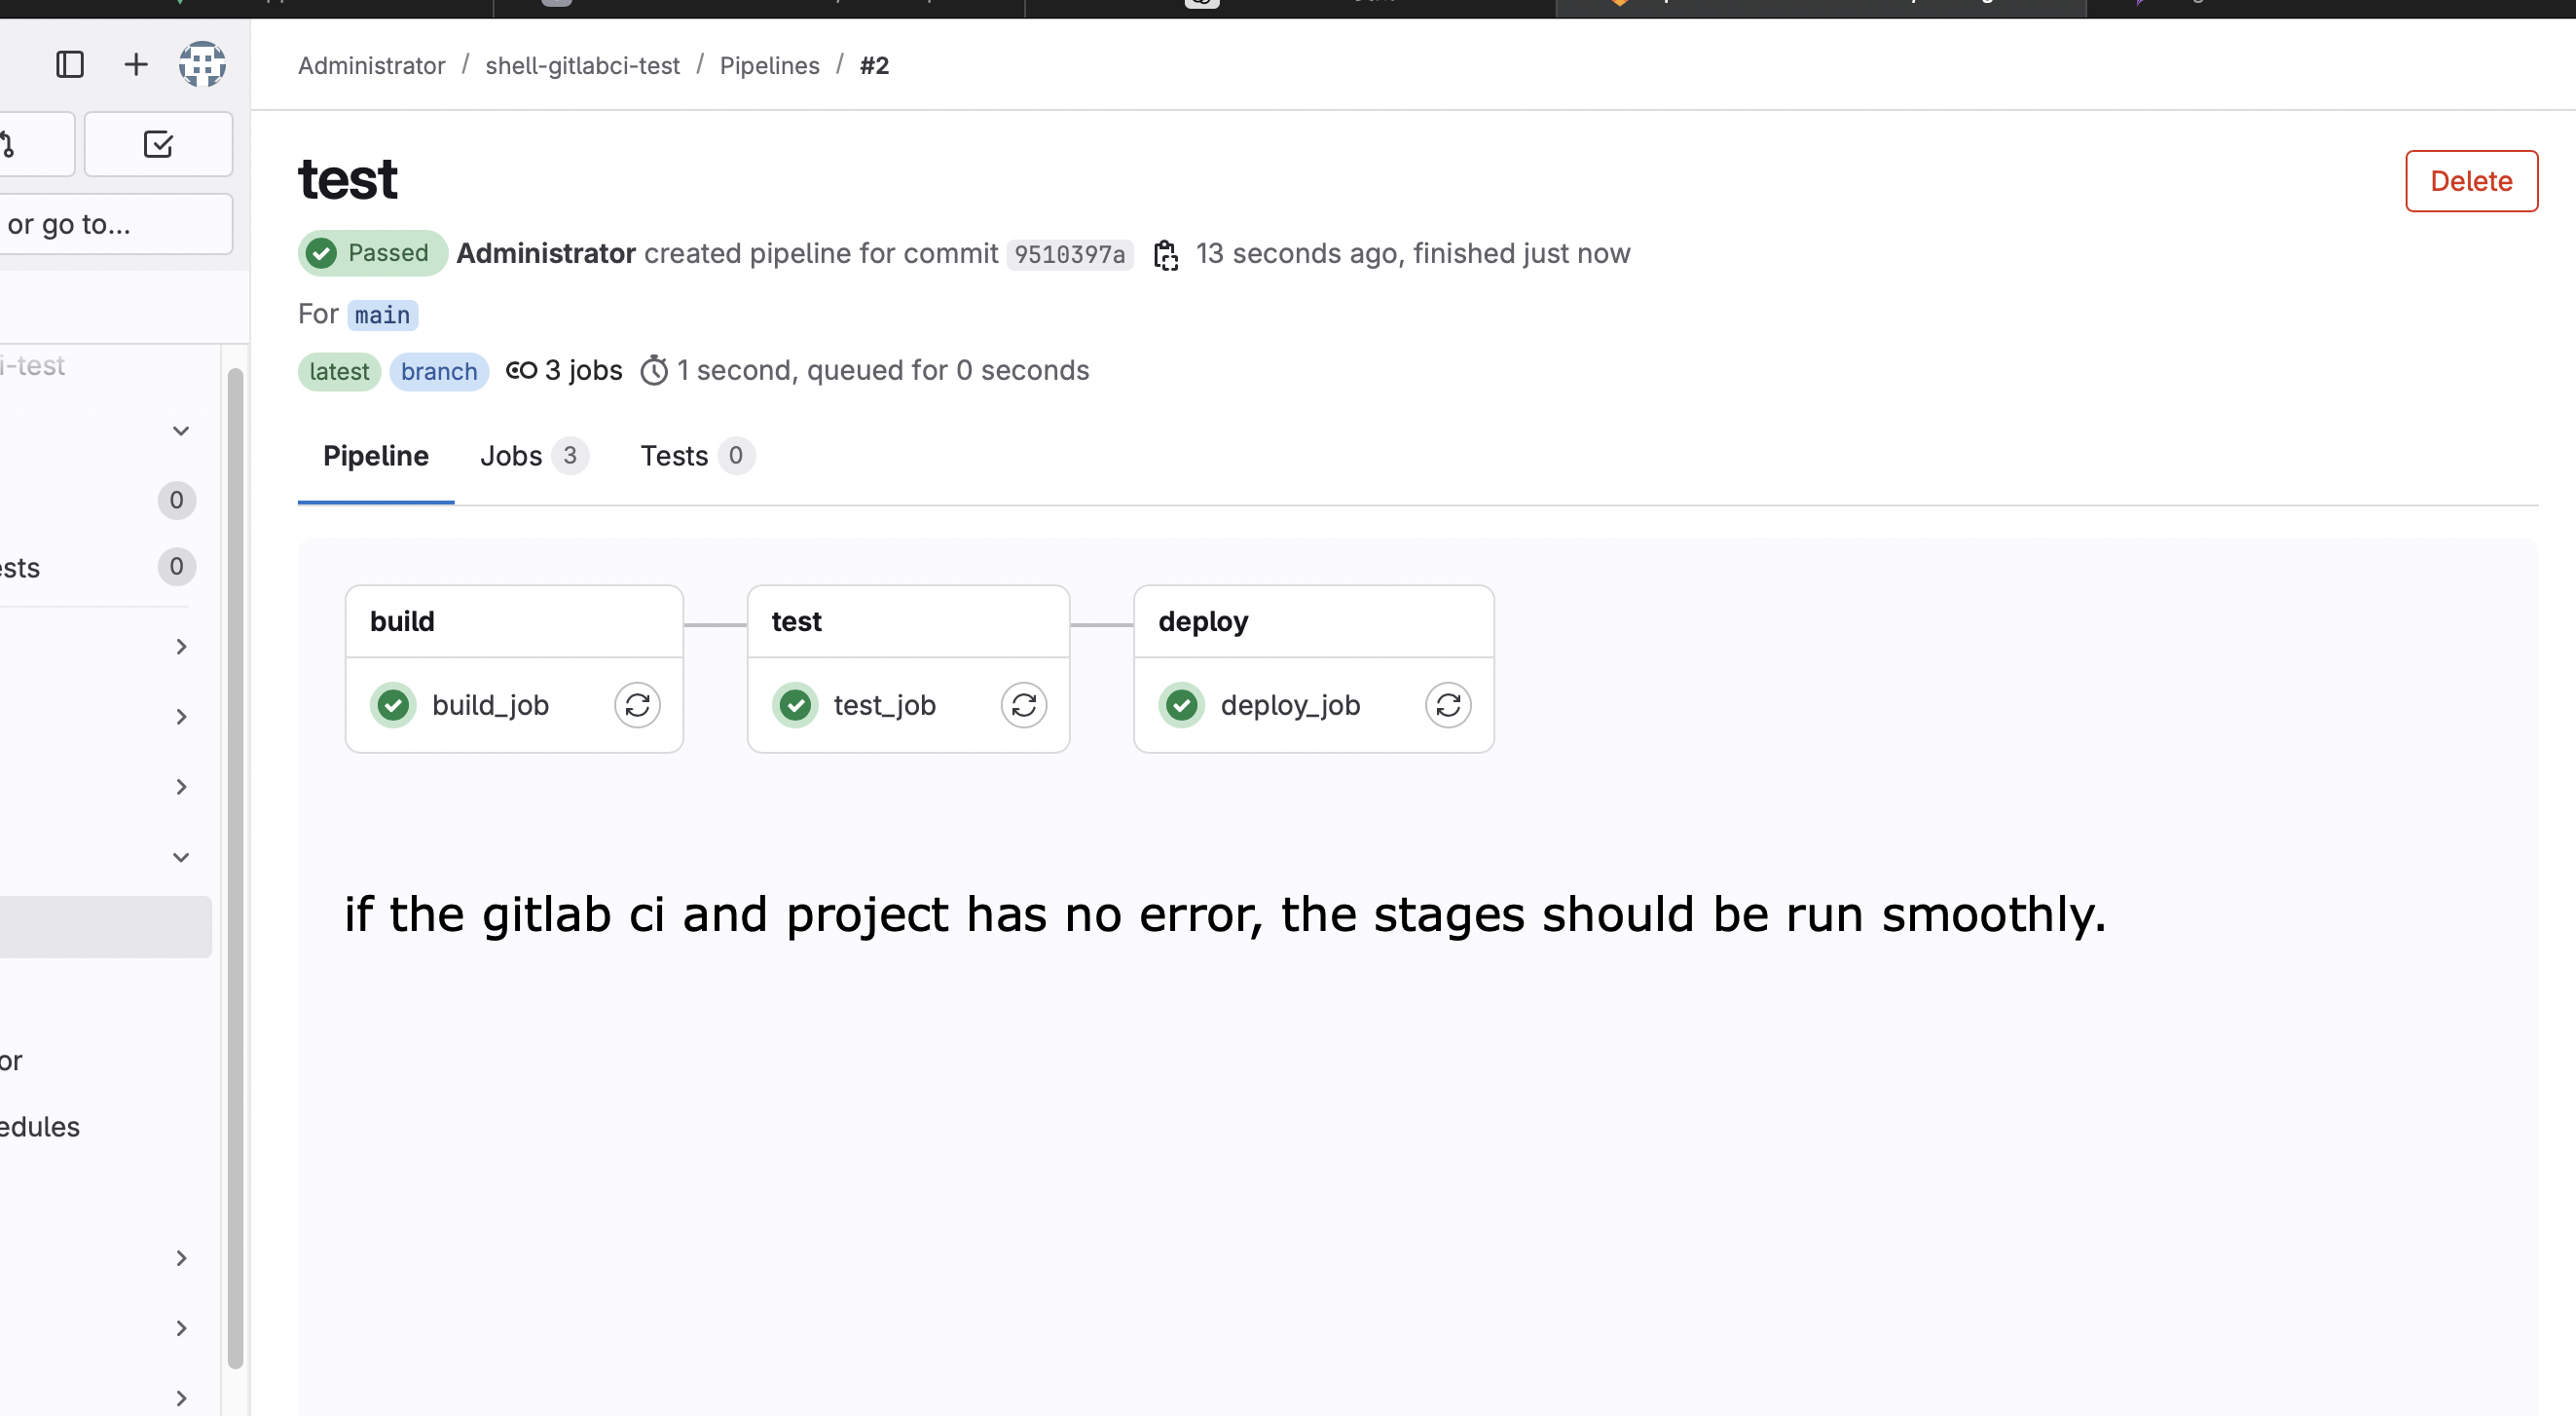 Administrator / shell-gitlabci-test / Pipelines / #2
or go to...
test
Delete
Passed Administrator created pipeline for commit 9510397a 13 seconds ago, finished just now
For main
i-test
latest branch 3 jobs 1 second, queued for 0 seconds
Pipeline Jobs 3 Tests 0
0
ests 0
build test deploy
build_job test_job deploy_job
if the gitlab ci and project has no error, the stages should be run smoothly.
or
edules